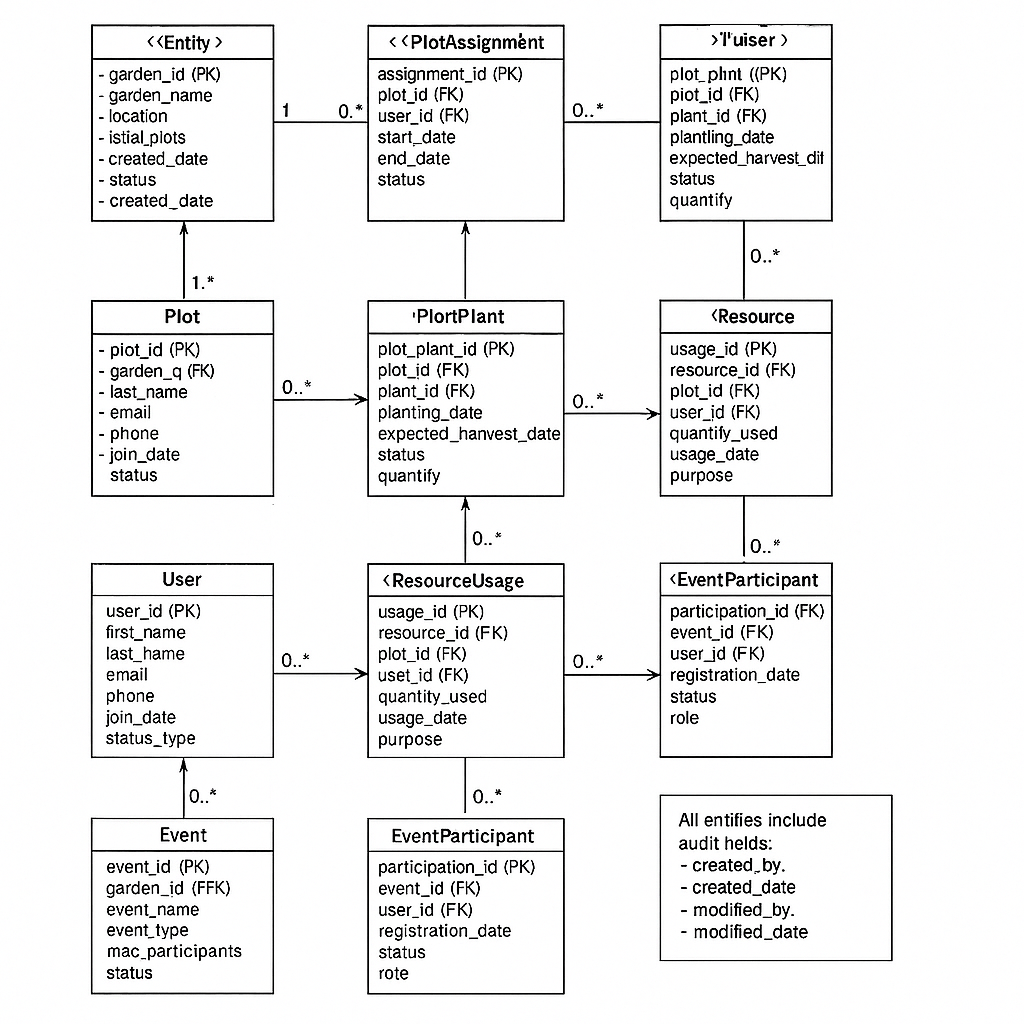 <<Entity >
- garden_id (PK)
- garden_name
- location
- istial_plots
- created_date
- status
- created_date
1
0.*
< <PlotAssignment
assignment_id (PK)
plot_id (FK)
user_id (FK)
start_date
end_date
status
0..*
plot_plnt ((PK)
piot_id (FK)
plant_id (FK)
plantling_date
expected_harvest_dif
status
quantify
1.*
0..*
Plot
- piot_id (PK)
- garden_q (FK)
- last_name
- email
- phone
- join_date
status
0..*
PlortPlant
plot_plant_id (PK)
plot_id (FK)
plant_id (FK)
planting_date
expected_hanvest_date
status
quantify
0..*
<Resource
usage_id (PK)
resource_id (FK)
plot_id (FK)
user_id (FK)
quantify_used
usage_date
purpose
0..*
0..*
User
user_id (PK)
first_name
last_hame
email
phone
join_date
status_type
0..*
<ResourceUsage
usage_id (PK)
resource_id (FK)
plot_id (FK)
uset_id (FK)
quantity_used
usage_date
purpose
0..*
<EventParticipant
participation_id (FK)
event_id (FK)
user_id (FK)
registration_date
status
role
0..*
0..*
Event
event_id (PK)
garden_id (FFK)
event_name
event_type
mac_participants
status
EventParticipant
participation_id (PK)
event_id (FK)
user_id (FK)
registration_date
status
rote
All entifies include
audit helds:
- created_by.
- created_date
- modified_by.
- modified_date